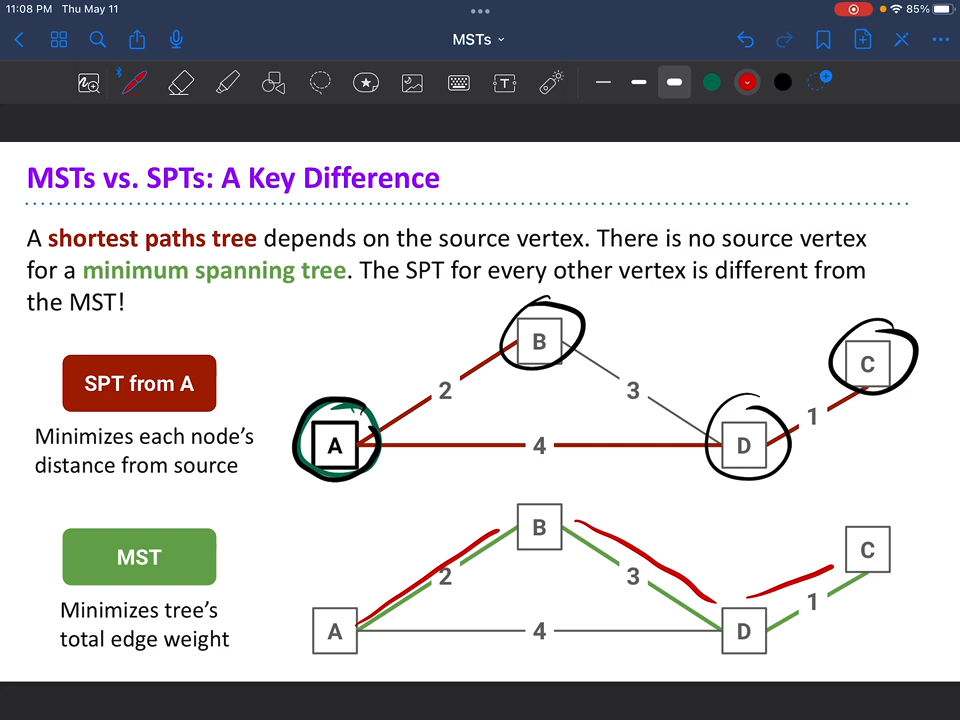 11:08 PM Thu May 11
85%
MSTs
MSTs vs. SPTs: A Key Difference
A shortest paths tree depends on the source vertex. There is no source vertex
for a minimum spanning tree. The SPT for every other vertex is different from
the MST!
SPT from A
Minimizes each node's
distance from source
A
B
C
D
2
3
4
1
MST
Minimizes tree's
total edge weight
A
B
C
D
2
3
4
1